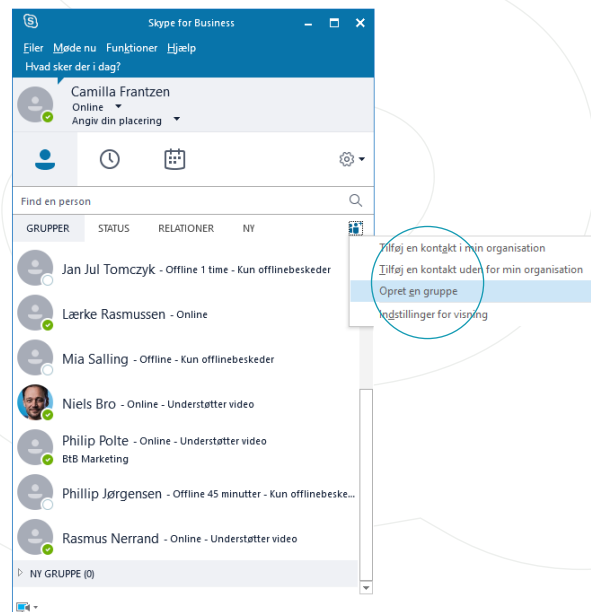 Skype for Business
Filer Møde nu Funktioner Hjælp
Hvad sker der i dag?
Camilla Frantzen
Online
Angiv din placering
Find en person
GRUPPER STATUS RELATIONER NY
Tilføj en kontakt i min organisation
Tilføj en kontakt uden for min organisation
Opret en gruppe
Indstillinger for visning
Jan Jul Tomczyk - Offline 1 time - Kun offlinebeskeder
Lærke Rasmussen - Online
Mia Salling - Offline - Kun offlinebeskeder
Niels Bro - Online - Understøtter video
Philip Polte - Online - Understøtter video
BtB Marketing
Phillip Jørgensen - Offline 45 minutter - Kun offlinebeske...
Rasmus Nerrand - Online - Understøtter video
NY GRUPPE (0)